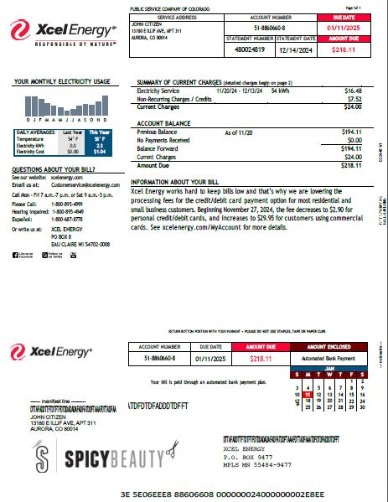 PUBLIC SERVICE COMPANY OF COLORADO
Page 1 of 1
XcelEnergy®
RESPONSIBLE BY NATURE®
SERVICE ADDRESS
ACCOUNT NUMBER
DUE DATE
JOHN CITIZEN
13180 E ILLIF AVE, APT 311
AURORA, CO 80014
51-8860660-8
01/11/2025
STATEMENT NUMBER
STATEMENT DATE
AMOUNT DUE
480024819
12/14/2024
$218.11
YOUR MONTHLY ELECTRICITY USAGE
D J F M A M J J A S O N D
DAILY AVERAGES Last Year This Year
Temperature
Electricity kWh 0.0 2.3
Electricity Cost $0.00 $1.04
QUESTIONS ABOUT YOUR BILL?
See our website: xcelenergy.com
Email us at: Customerservice@xcelenergy.com
Call Mon - Fri 7 a.m.-7 p.m. or Sat 9 a.m.-5 p.m.
Please Call: 1-800-895-4999
Hearing Impaired: 1-800-895-4949
Español: 1-800-687-8778
Or write us at: XCEL ENERGY
PO BOX 8
EAU CLAIRE WI 54702-0008
SUMMARY OF CURRENT CHARGES (detailed charges begin on page 2)
Electricity Service 11/20/24 - 12/13/24 54 kWh $16.48
Non-Recurring Charges / Credits $7.52
Current Charges $24.00
ACCOUNT BALANCE
Previous Balance As of 11/20 $194.11
No Payments Received $0.00
Balance Forward $194.11
Current Charges $24.00
Amount Due $218.11
INFORMATION ABOUT YOUR BILL
Xcel Energy works hard to keep bills low and that's why we are lowering the
processing fees for the credit/debit card payment option for most residential and
small business customers. Beginning November 27, 2024, the fee decreases to $2.90 for
personal credit/debit cards, and increases to $29.95 for customers using commercial
cards. See xcelenergy.com/MyAccount for more details.
RETURN BOTTOM PORTION WITH YOUR PAYMENT • PLEASE DO NOT USE STAPLES, TAPE OR PAPER CLIPS
XcelEnergy®
ACCOUNT NUMBER
DUE DATE
AMOUNT DUE
AMOUNT ENCLOSED
51-8860660-8
01/11/2025
$218.11
Automated Bank Payment
Your bill is paid through an automated bank payment plan.
JAN
S M T W T F S
manifest line
JOHN CITIZEN
13180 E ILLIF AVE, APT 311
AURORA, CO 80014
SPICYBEAUTY
XCEL ENERGY
P.O. BOX 9477
MPLS MN 55484-9477
3E 5E06EEE8 88606608 00000002400000002EEE